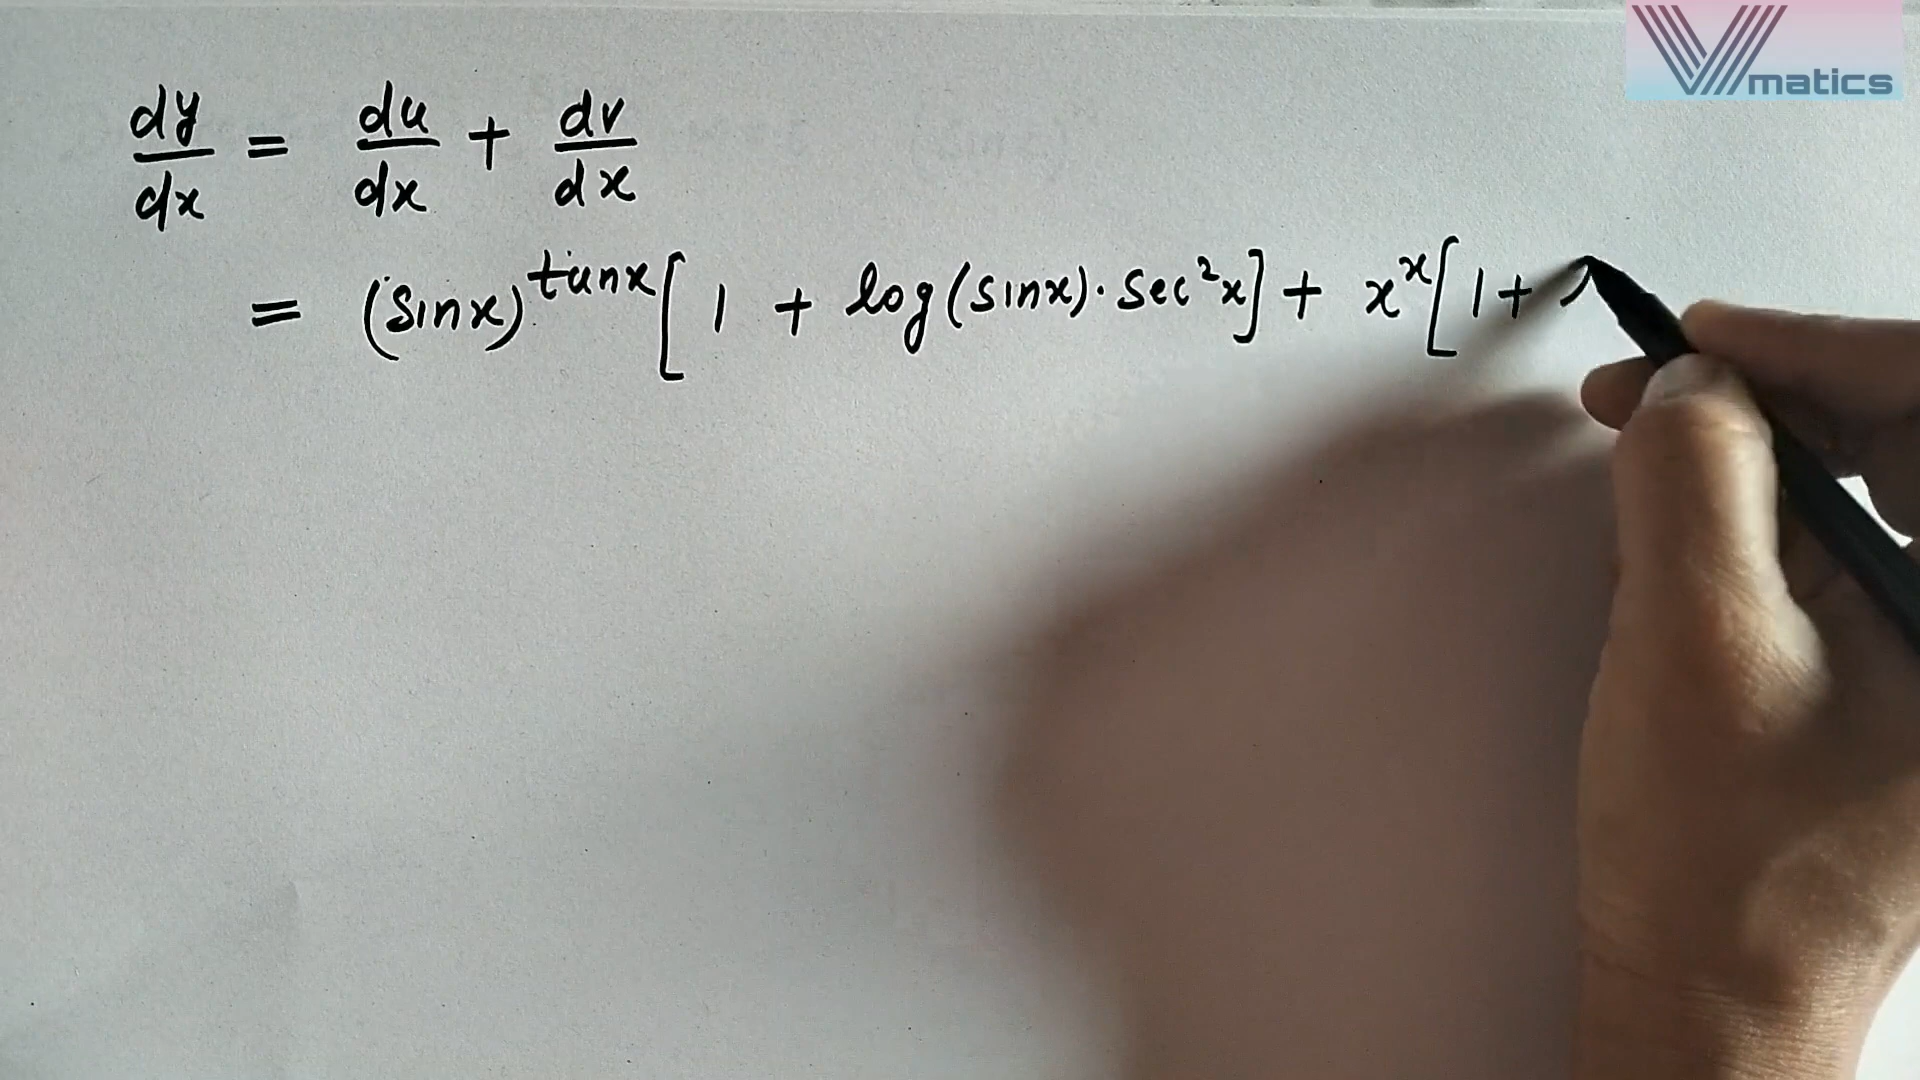 Vmatics
dy/dx = du/dx + dv/dx
= (sinx)^tanx [ 1 + log(sinx)· sec²x] + x^x [ 1 +